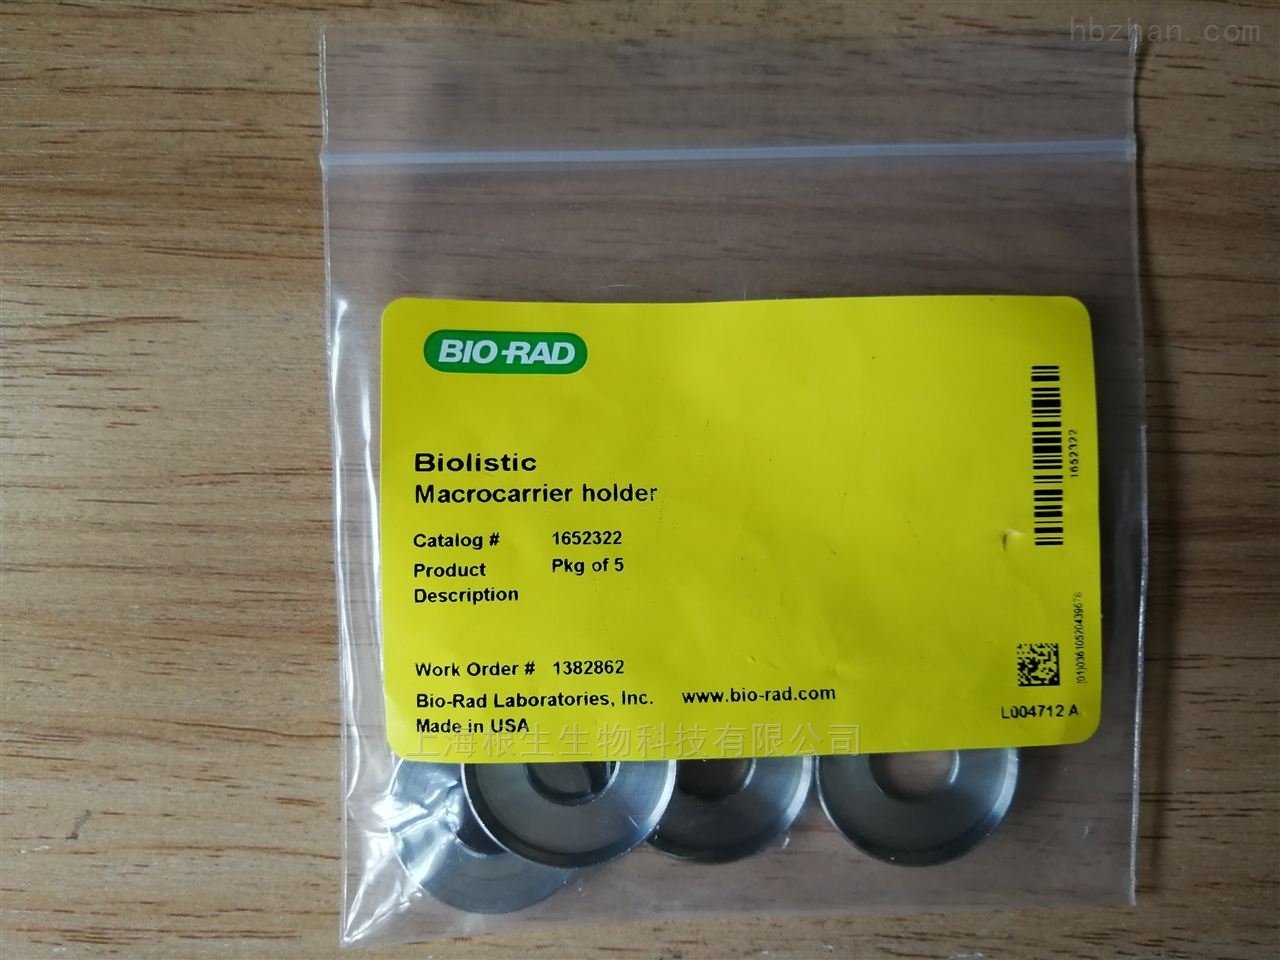 hbzhan.com
BIO-RAD
Biolistic
Macrocarrier holder
Catalog # 1652322
Product Description Pkg of 5
Work Order # 1382862
Bio-Rad Laboratories, Inc. www.bio-rad.com
Made in USA
1652322
(01)03610520439678
L004712 A
上海根生生物科技有限公司